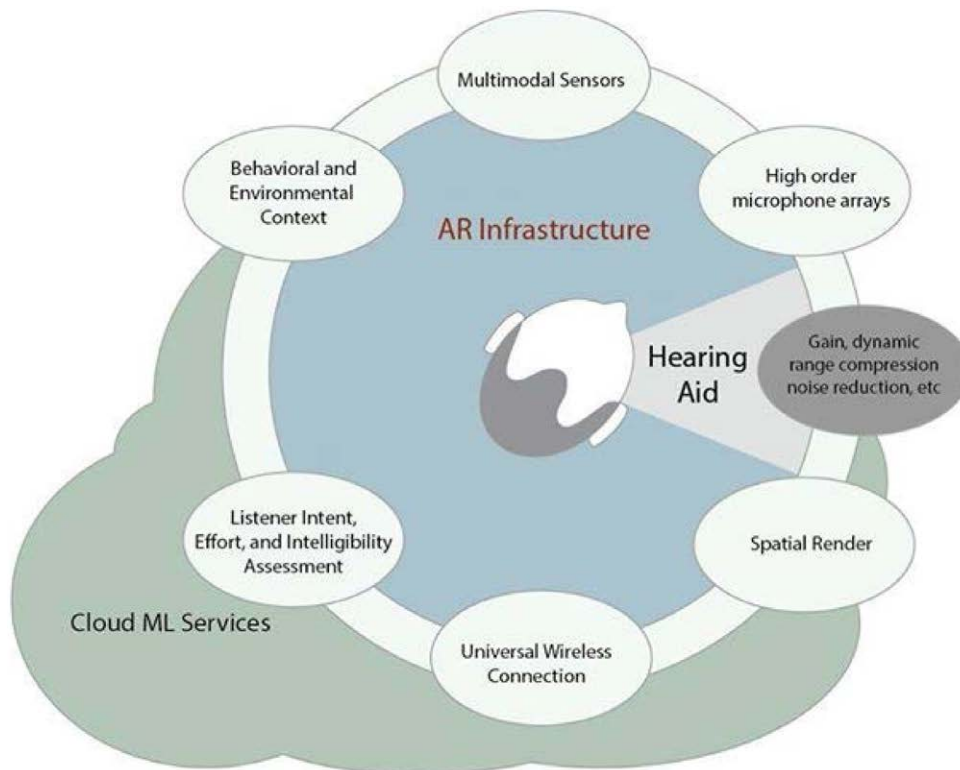 Multimodal Sensors
Behavioral and
Environmental
Context
High order
microphone arrays
AR Infrastructure
Hearing
Aid
Gain, dynamic
range compression
noise reduction, etc
Listener Intent,
Effort, and Intelligibility
Assessment
Spatial Render
Cloud ML Services
Universal Wireless
Connection